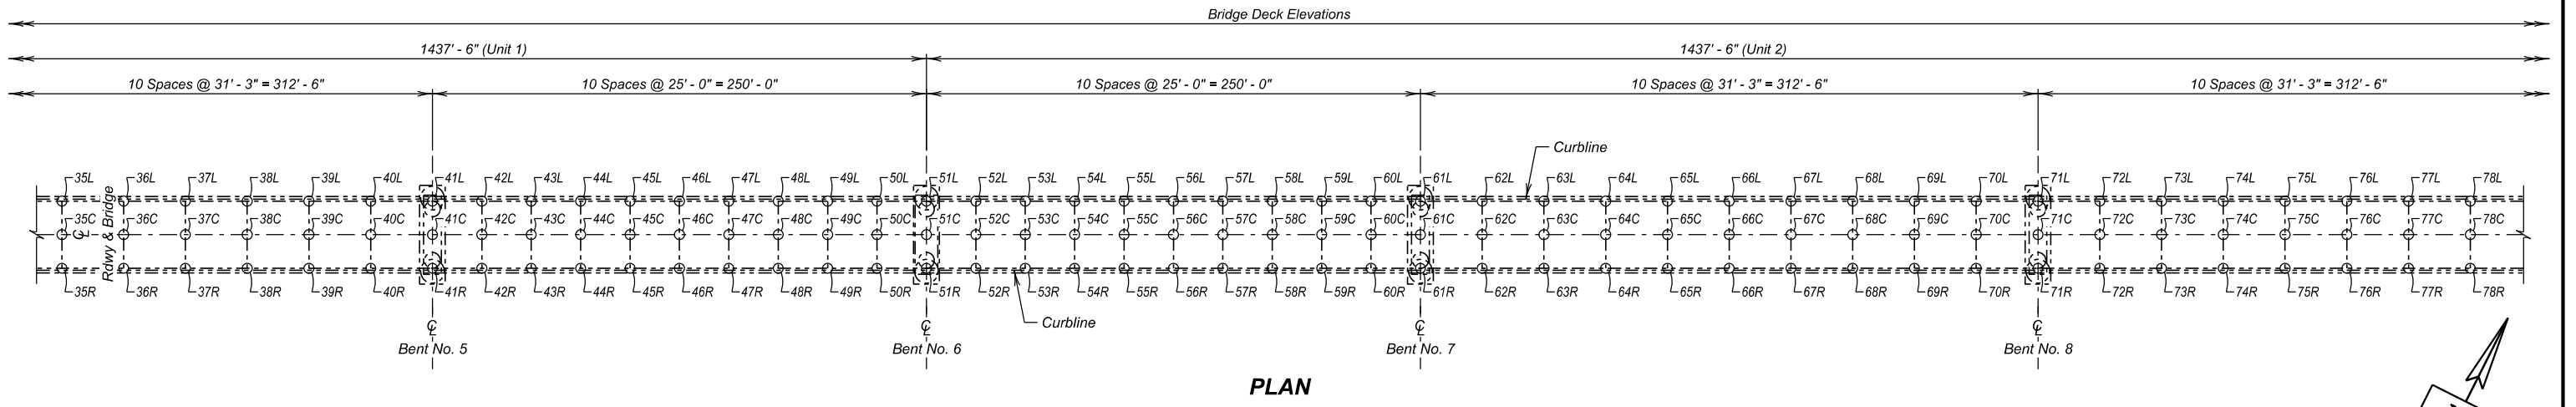 Bridge Deck Elevations
1437' - 6" (Unit 1) 1437' - 6" (Unit 2)
10 Spaces @ 31' - 3" = 312' - 6" 10 Spaces @ 25' - 0" = 250' - 0" 10 Spaces @ 25' - 0" = 250' - 0" 10 Spaces @ 31' - 3" = 312' - 6" 10 Spaces @ 31' - 3" = 312' - 6"
Curbline
35L 36L 37L 38L 39L 40L 41L 42L 43L 44L 45L 46L 47L 48L 49L 50L 51L 52L 53L 54L 55L 56L 57L 58L 59L 60L 61L 62L 63L 64L 65L 66L 67L 68L 69L 70L 71L 72L 73L 74L 75L 76L 77L 78L
35C 36C 37C 38C 39C 40C 41C 42C 43C 44C 45C 46C 47C 48C 49C 50C 51C 52C 53C 54C 55C 56C 57C 58C 59C 60C 61C 62C 63C 64C 65C 66C 67C 68C 69C 70C 71C 72C 73C 74C 75C 76C 77C 78C
℄ Rdwy & Bridge
35R 36R 37R 38R 39R 40R 41R 42R 43R 44R 45R 46R 47R 48R 49R 50R 51R 52R 53R 54R 55R 56R 57R 58R 59R 60R 61R 62R 63R 64R 65R 66R 67R 68R 69R 70R 71R 72R 73R 74R 75R 76R 77R 78R
Curbline
℄ ℄ ℄ ℄
Bent No. 5 Bent No. 6 Bent No. 7 Bent No. 8
PLAN